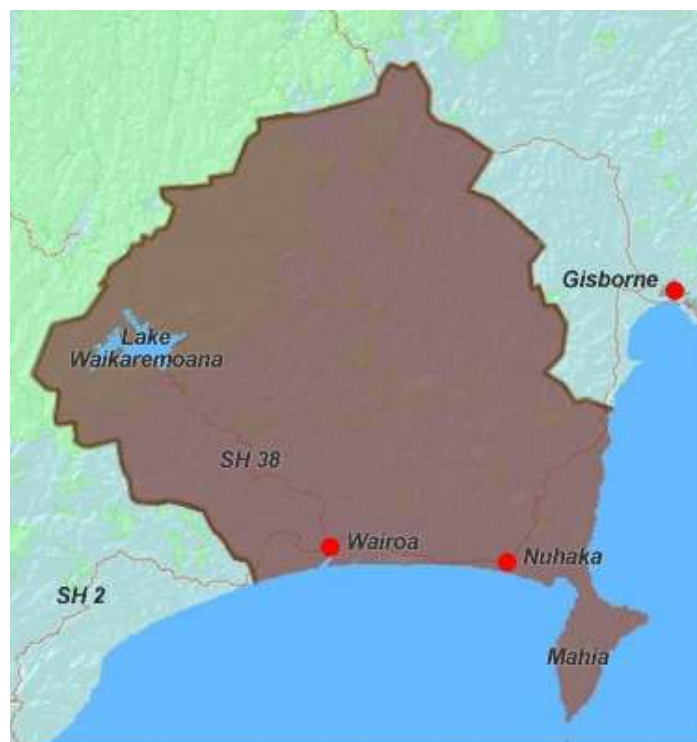 Gisborne
Lake
Waikaremoana
SH 38
Wairoa
Nuhaka
SH 2
Mahia